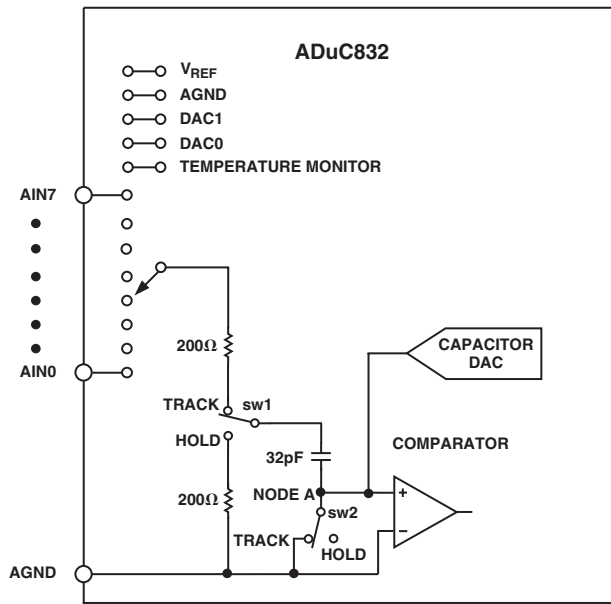 ADuC832
VREF
AGND
DAC1
DAC0
TEMPERATURE MONITOR
AIN7
AIN0
200Ω
TRACK
sw1
HOLD
200Ω
32pF
NODE A
sw2
TRACK
HOLD
CAPACITOR
DAC
COMPARATOR
+
–
AGND